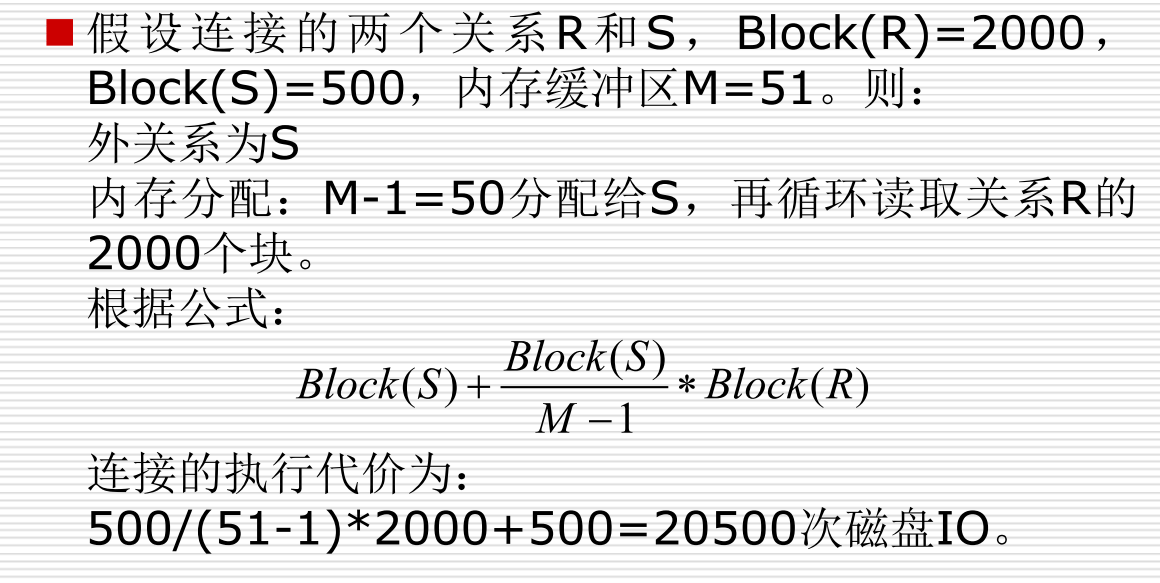 ■假设连接的两个关系R和S，Block(R)=2000，
Block(S)=500，内存缓冲区M=51。则：
外关系为S
内存分配：M-1=50分配给S，再循环读取关系R的
2000个块。
根据公式：
Block(S) + Block(S) / (M − 1) * Block(R)
连接的执行代价为：
500/(51-1)*2000+500=20500次磁盘IO。